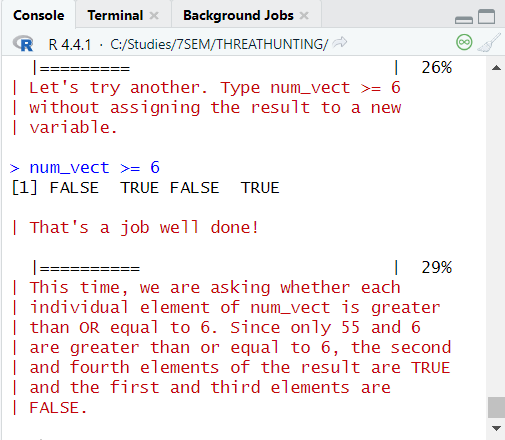 Console Terminal Background Jobs
R R 4.4.1 · C:/Studies/7SEM/THREATHUNTING/
|========= | 26%
| Let's try another. Type num_vect >= 6
| without assigning the result to a new
| variable.
> num_vect >= 6
[1] FALSE  TRUE FALSE  TRUE
| That's a job well done!
|========== | 29%
| This time, we are asking whether each
| individual element of num_vect is greater
| than OR equal to 6. Since only 55 and 6
| are greater than or equal to 6, the second
| and fourth elements of the result are TRUE
| and the first and third elements are
| FALSE.